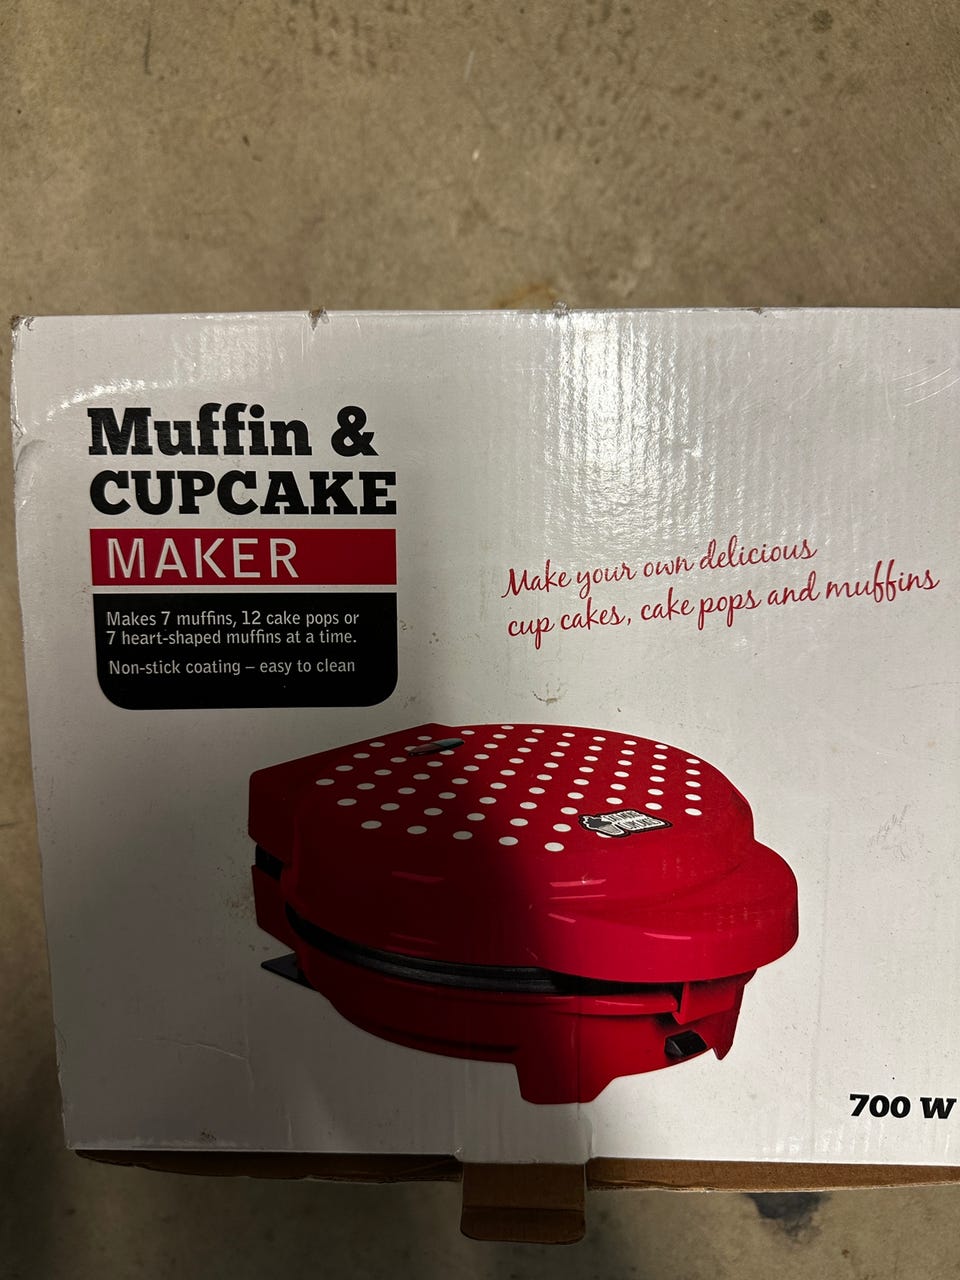 Muffin &
CUPCAKE
MAKER
Makes 7 muffins, 12 cake pops or
7 heart-shaped muffins at a time.
Non-stick coating – easy to clean
Make your own delicious
cup cakes, cake pops and muffins
700 W